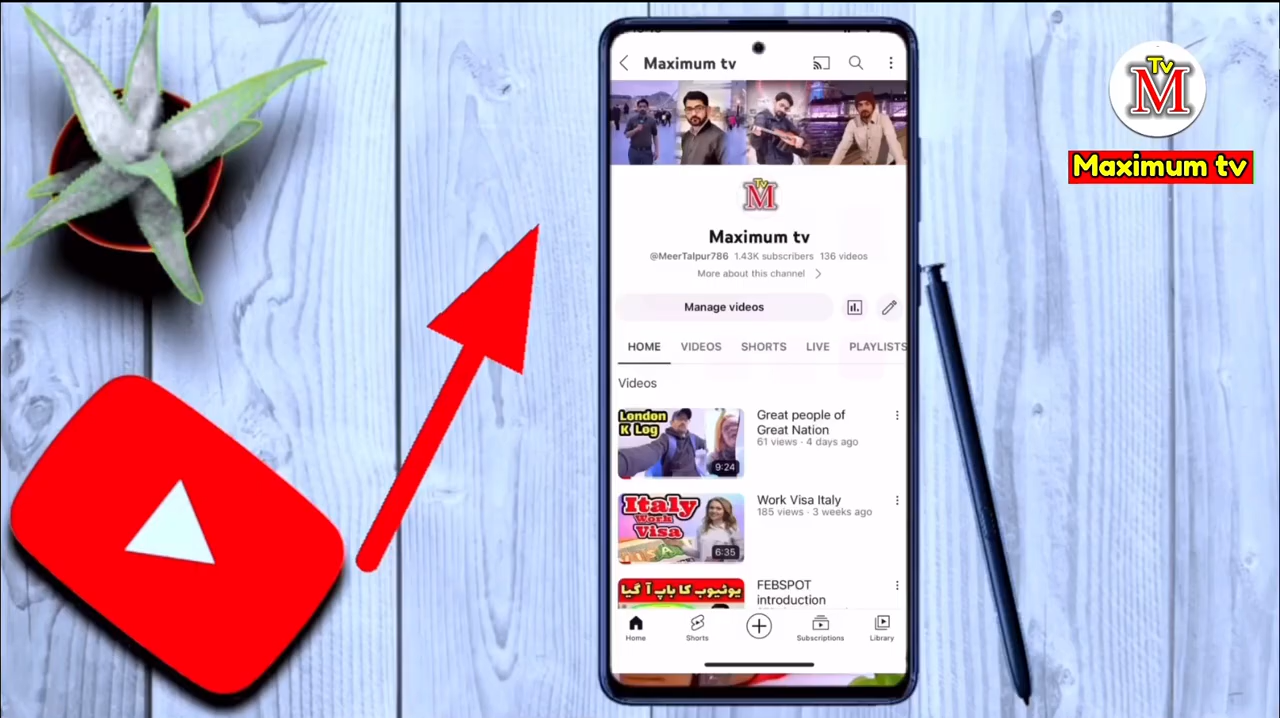 Maximum tv
Tv
M
Maximum tv
Tv
M
Maximum tv
@MeerTalpur786 1.43K subscribers 136 videos
More about this channel
Manage videos
HOME VIDEOS SHORTS LIVE PLAYLISTS
Videos
London
K Log
9:24
Great people of
Great Nation
61 views · 4 days ago
Italy
Work
Visa
6:35
Work Visa Italy
185 views · 3 weeks ago
یوٹیوب کا باپ آ گیا
FEBSPOT
introduction
Home Shorts Subscriptions Library